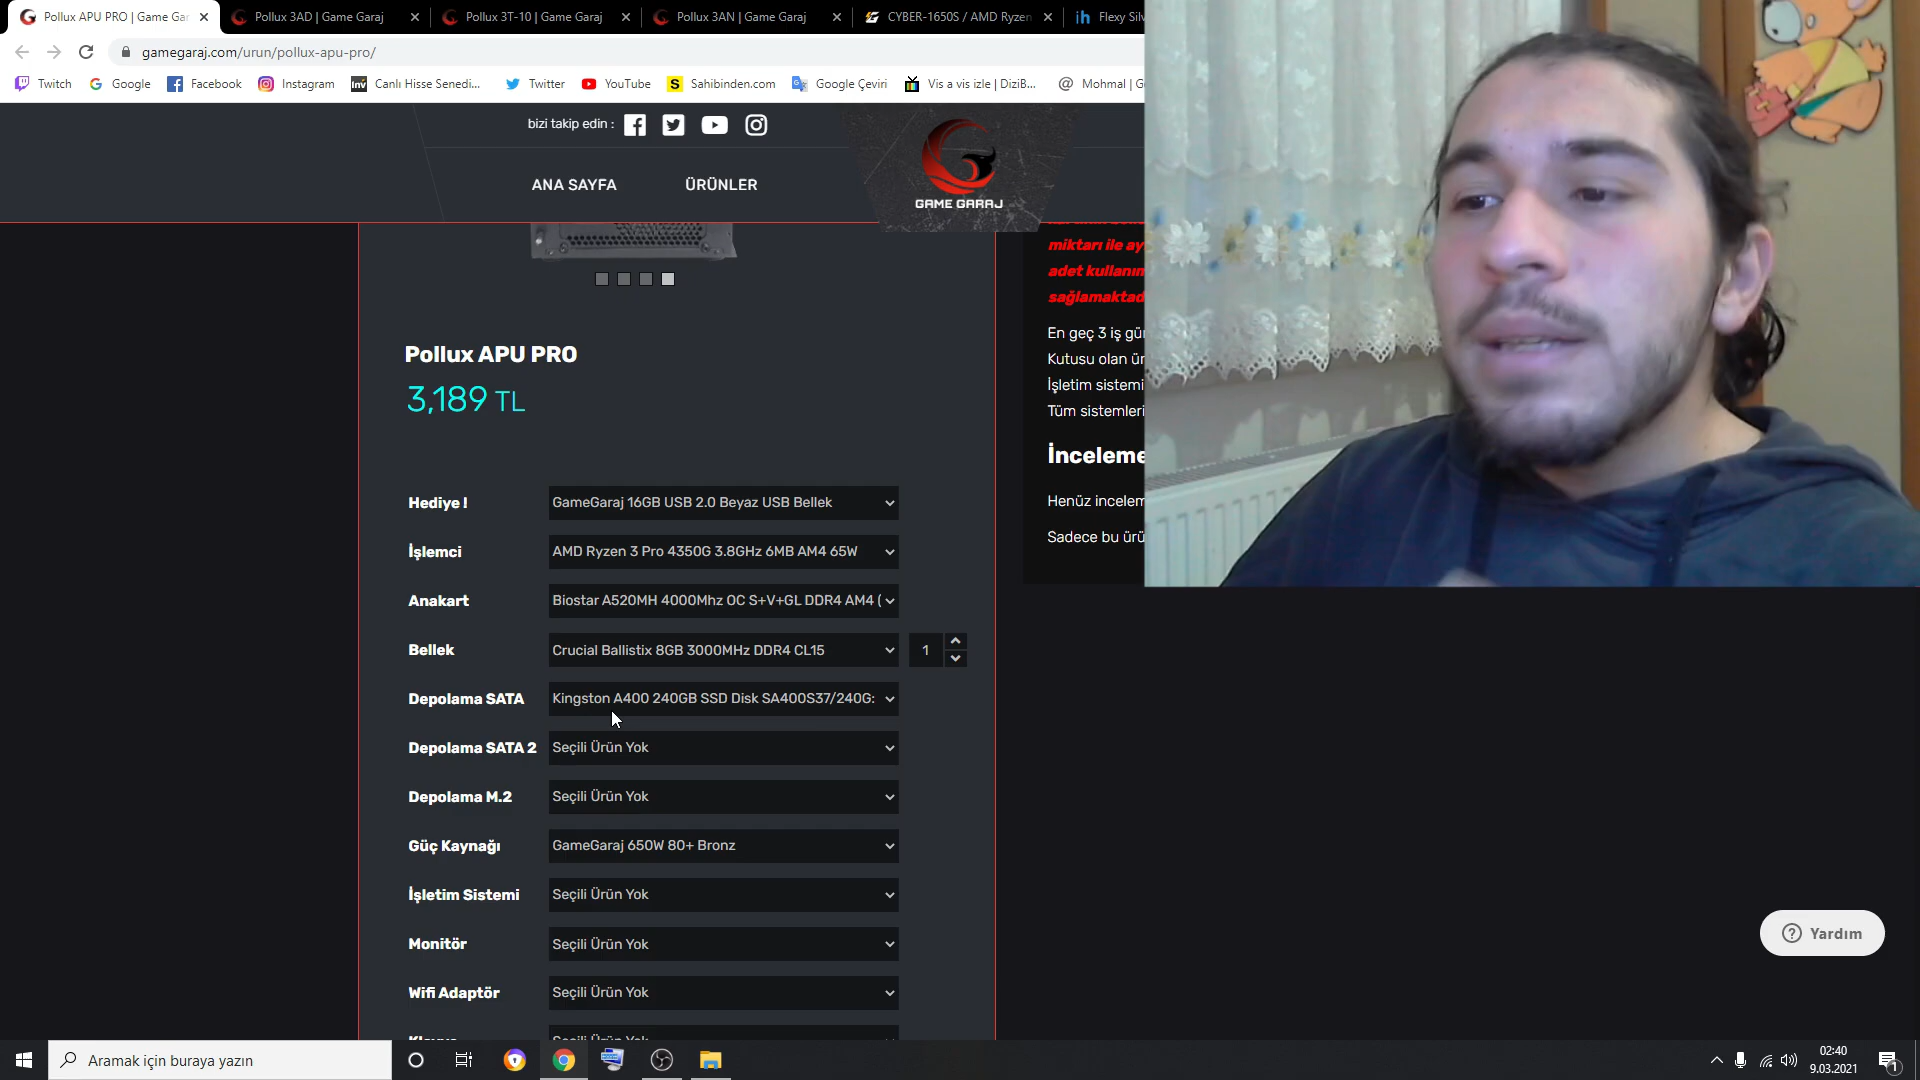 Pollux APU PRO | Game Gar
Pollux 3AD | Game Garaj
Pollux 3T-10 | Game Garaj
Pollux 3AN | Game Garaj
CYBER-1650S / AMD Ryzen
Flexy Silv
gamegaraj.com/urun/pollux-apu-pro/
Twitch
Google
Facebook
Instagram
Canlı Hisse Senedi...
Twitter
YouTube
Sahibinden.com
Google Çeviri
Vis a vis izle | DiziB...
Mohmal | G
bizi takip edin :
ANA SAYFA
ÜRÜNLER
GAME GARAJ
miktarı ile ay
adet kullanım
sağlamaktad
En geç 3 iş gür
Kutusu olan ür
İşletim sistemi
Tüm sistemleri
İnceleme
Henüz incelem
Sadece bu ürü
Pollux APU PRO
3,189 TL
Hediye ! GameGaraj 16GB USB 2.0 Beyaz USB Bellek
İşlemci AMD Ryzen 3 Pro 4350G 3.8GHz 6MB AM4 65W
Anakart Biostar A520MH 4000Mhz OC S+V+GL DDR4 AM4 (
Bellek Crucial Ballistix 8GB 3000MHz DDR4 CL15 1
Depolama SATA Kingston A400 240GB SSD Disk SA400S37/240G:
Depolama SATA 2 Seçili Ürün Yok
Depolama M.2 Seçili Ürün Yok
Güç Kaynağı GameGaraj 650W 80+ Bronz
İşletim Sistemi Seçili Ürün Yok
Monitör Seçili Ürün Yok
Wifi Adaptör Seçili Ürün Yok
Yardım
Aramak için buraya yazın
02:40
9.03.2021
1